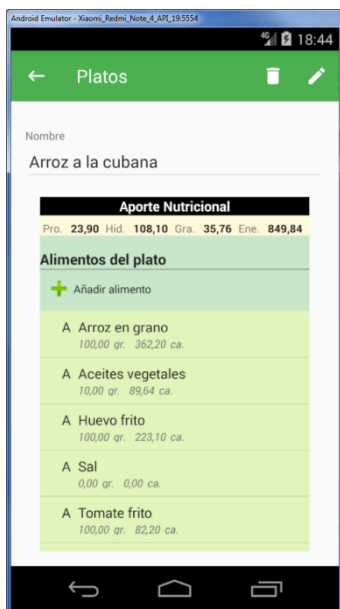 Android Emulator - Xiaomi_Redmi_Note_4_API_19:5554
4G 18:44
Platos
Nombre
Arroz a la cubana
Aporte Nutricional
Pro. 23,90 Hid. 108,10 Gra. 35,76 Ene. 849,84
Alimentos del plato
Añadir alimento
A Arroz en grano
100,00 gr. 362,20 ca.
A Aceites vegetales
10,00 gr. 89,64 ca.
A Huevo frito
100,00 gr. 223,10 ca.
A Sal
0,00 gr. 0,00 ca.
A Tomate frito
100,00 gr. 82,20 ca.